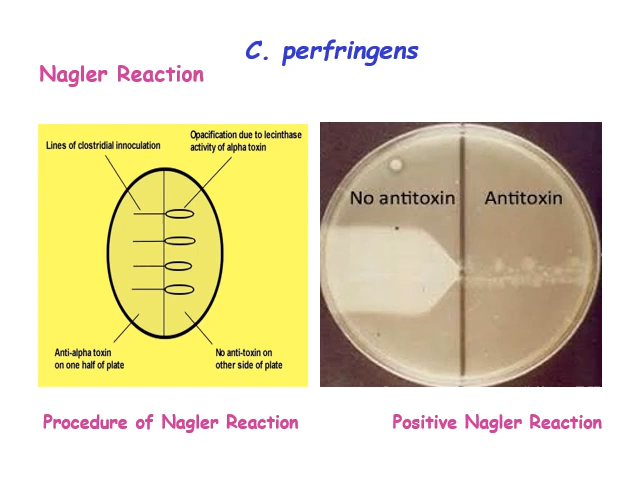 C. perfringens
Nagler Reaction
Lines of clostridial innoculation
Opacification due to lecinthase
activity of alpha toxin
Anti-alpha toxin
on one half of plate
No anti-toxin on
other side of plate
No antitoxin
Antitoxin
Procedure of Nagler Reaction
Positive Nagler Reaction